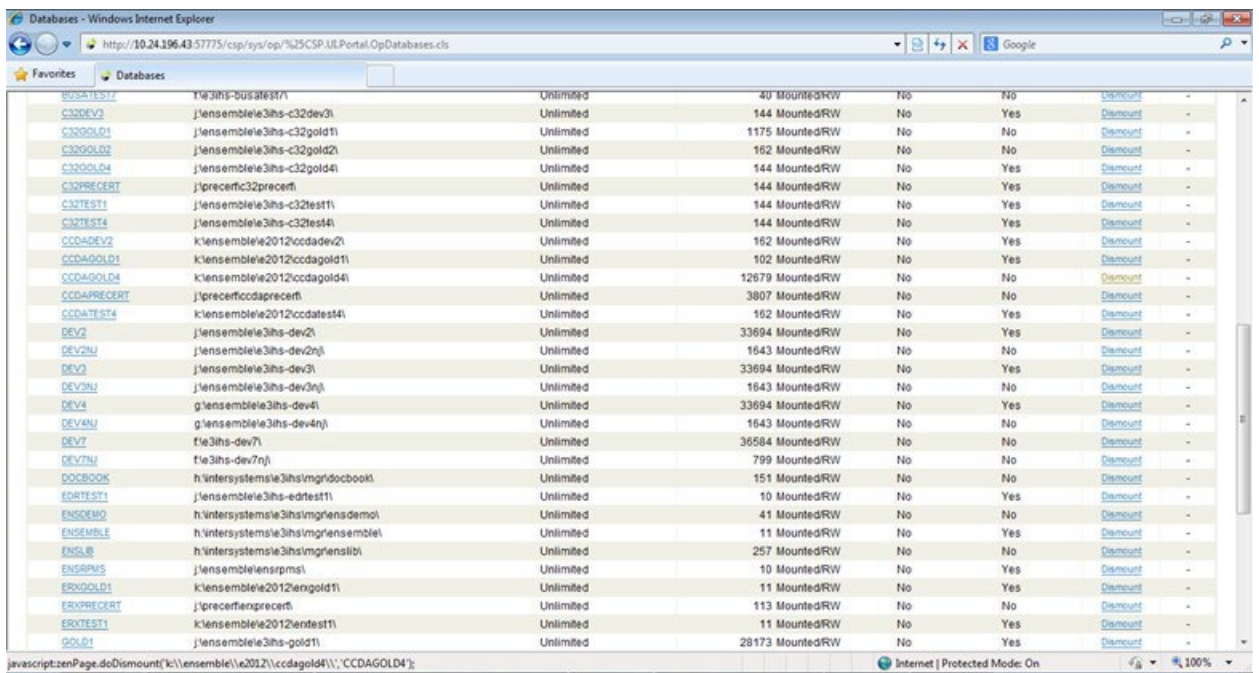 Databases - Windows Internet Explorer
http://10.24.196.43:57775/csp/sys/op/%25CSP.UI.Portal.OpDatabases.cls Google
Favorites Databases
BUSATEST7 f:\e3ihs-busatest7\ Unlimited 40 Mounted/RW No No Dismount -
C32DEV3 j:\ensemble\e3ihs-c32dev3\ Unlimited 144 Mounted/RW No Yes Dismount -
C32GOLD1 j:\ensemble\e3ihs-c32gold1\ Unlimited 1175 Mounted/RW No No Dismount -
C32GOLD2 j:\ensemble\e3ihs-c32gold2\ Unlimited 162 Mounted/RW No No Dismount -
C32GOLD4 j:\ensemble\e3ihs-c32gold4\ Unlimited 144 Mounted/RW No Yes Dismount -
C32PRECERT j:\precert\c32precert\ Unlimited 144 Mounted/RW No Yes Dismount -
C32TEST1 j:\ensemble\e3ihs-c32test1\ Unlimited 144 Mounted/RW No Yes Dismount -
C32TEST4 j:\ensemble\e3ihs-c32test4\ Unlimited 144 Mounted/RW No Yes Dismount -
CCDADEV2 k:\ensemble\e2012\ccdadev2\ Unlimited 162 Mounted/RW No Yes Dismount -
CCDAGOLD1 k:\ensemble\e2012\ccdagold1\ Unlimited 102 Mounted/RW No Yes Dismount -
CCDAGOLD4 k:\ensemble\e2012\ccdagold4\ Unlimited 12679 Mounted/RW No No Dismount -
CCDAPRECERT j:\precert\ccdaprecert\ Unlimited 3807 Mounted/RW No No Dismount -
CCDATEST4 k:\ensemble\e2012\ccdatest4\ Unlimited 162 Mounted/RW No Yes Dismount -
DEV2 j:\ensemble\e3ihs-dev2\ Unlimited 33694 Mounted/RW No Yes Dismount -
DEV2NJ j:\ensemble\e3ihs-dev2nj\ Unlimited 1643 Mounted/RW No No Dismount -
DEV3 j:\ensemble\e3ihs-dev3\ Unlimited 33694 Mounted/RW No Yes Dismount -
DEV3NJ j:\ensemble\e3ihs-dev3nj\ Unlimited 1643 Mounted/RW No No Dismount -
DEV4 g:\ensemble\e3ihs-dev4\ Unlimited 33694 Mounted/RW No Yes Dismount -
DEV4NJ g:\ensemble\e3ihs-dev4nj\ Unlimited 1643 Mounted/RW No No Dismount -
DEV7 f:\e3ihs-dev7\ Unlimited 36584 Mounted/RW No No Dismount -
DEV7NJ f:\e3ihs-dev7nj\ Unlimited 799 Mounted/RW No No Dismount -
DOCBOOK h:\intersystems\e3ihs\mgr\docbook\ Unlimited 151 Mounted/RW No No Dismount -
EDRTEST1 j:\ensemble\e3ihs-edrtest1\ Unlimited 10 Mounted/RW No Yes Dismount -
ENSDEMO h:\intersystems\e3ihs\mgr\ensdemo\ Unlimited 41 Mounted/RW No No Dismount -
ENSEMBLE h:\intersystems\e3ihs\mgr\ensemble\ Unlimited 11 Mounted/RW No Yes Dismount -
ENSLIB h:\intersystems\e3ihs\mgr\enslib\ Unlimited 257 Mounted/RW No No Dismount -
ENSRPMS j:\ensemble\ensrpms\ Unlimited 10 Mounted/RW No Yes Dismount -
ERXGOLD1 k:\ensemble\e2012\erxgold1\ Unlimited 11 Mounted/RW No Yes Dismount -
ERXPRECERT j:\precert\erxprecert\ Unlimited 113 Mounted/RW No No Dismount -
ERXTEST1 k:\ensemble\e2012\erxtest1\ Unlimited 11 Mounted/RW No Yes Dismount -
GOLD1 j:\ensemble\e3ihs-gold1\ Unlimited 28173 Mounted/RW No Yes Dismount -
javascript:zenPage.doDismount('k:\\ensemble\\e2012\\ccdagold4\\','CCDAGOLD4'); Internet | Protected Mode: On 100%